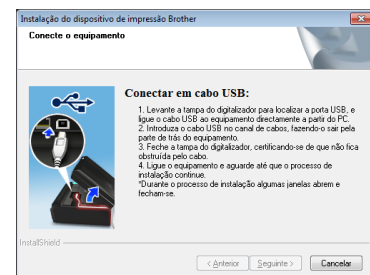 Instalação do dispositivo de impressão Brother
Conecte o equipamento
Conectar em cabo USB:
1. Levante a tampa do digitalizador para localizar a porta USB, e
ligue o cabo USB ao equipamento directamente a partir do PC.
2. Introduza o cabo USB no canal de cabos, fazendo-o sair pela
parte de trás do equipamento.
3. Feche a tampa do digitalizador, certificando-se de que não fica
obstruída pelo cabo.
4. Ligue o equipamento e aguarde até que o processo de
instalação continue.
*Durante o processo de instalação algumas janelas abrem e
fecham-se.
InstallShield
< Anterior Seguinte > Cancelar